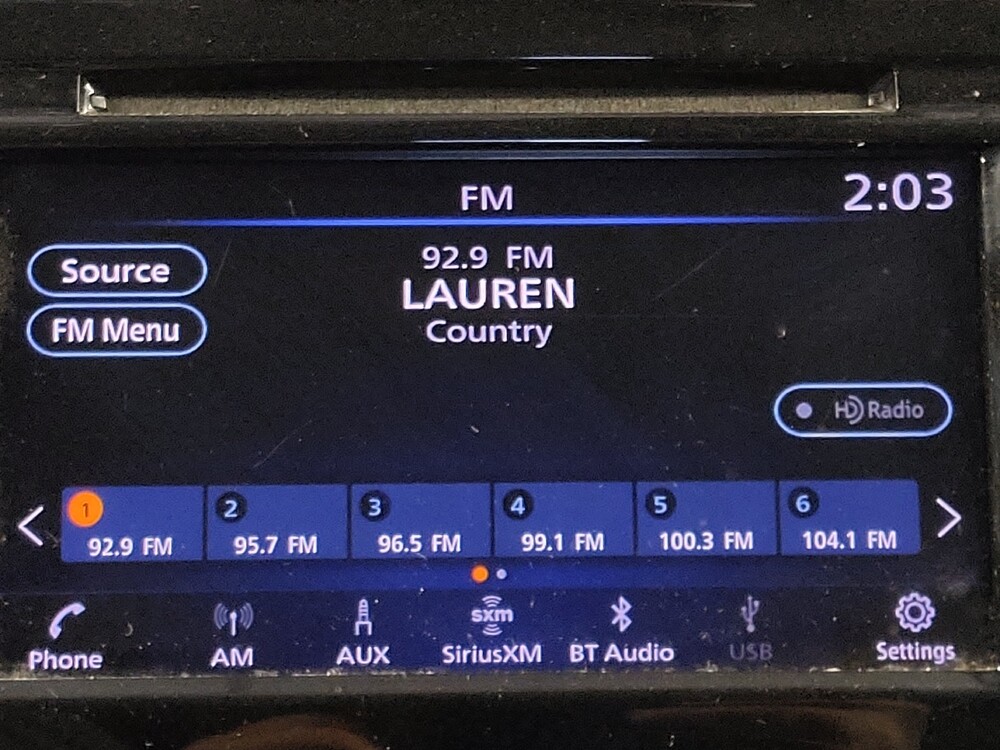 FM
2:03
Source
92.9 FM
LAUREN
FM Menu
Country
HD Radio
1 2 3 4 5 6
92.9 FM 95.7 FM 96.5 FM 99.1 FM 100.3 FM 104.1 FM
sxm
Phone AM AUX SiriusXM BT Audio USB Settings